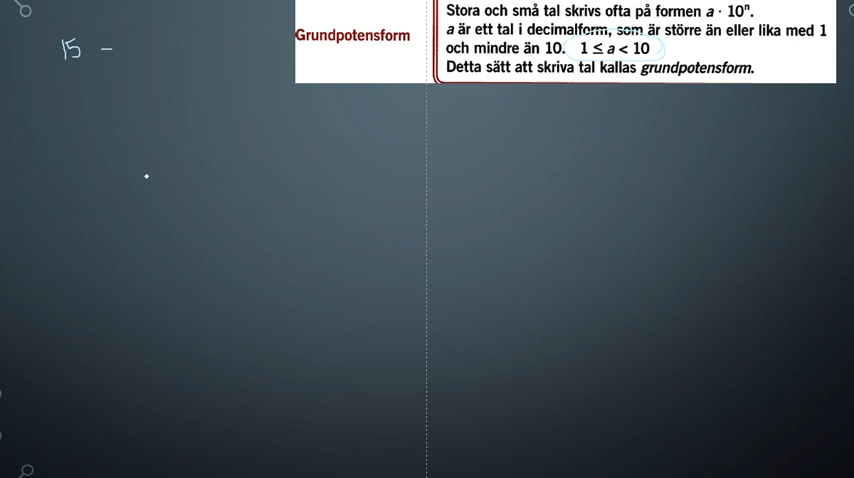 15 –
Grundpotensform
Stora och små tal skrivs ofta på formen a · 10ⁿ.
a är ett tal i decimalform, som är större än eller lika med 1
och mindre än 10. 1 ≤ a < 10
Detta sätt att skriva tal kallas grundpotensform.